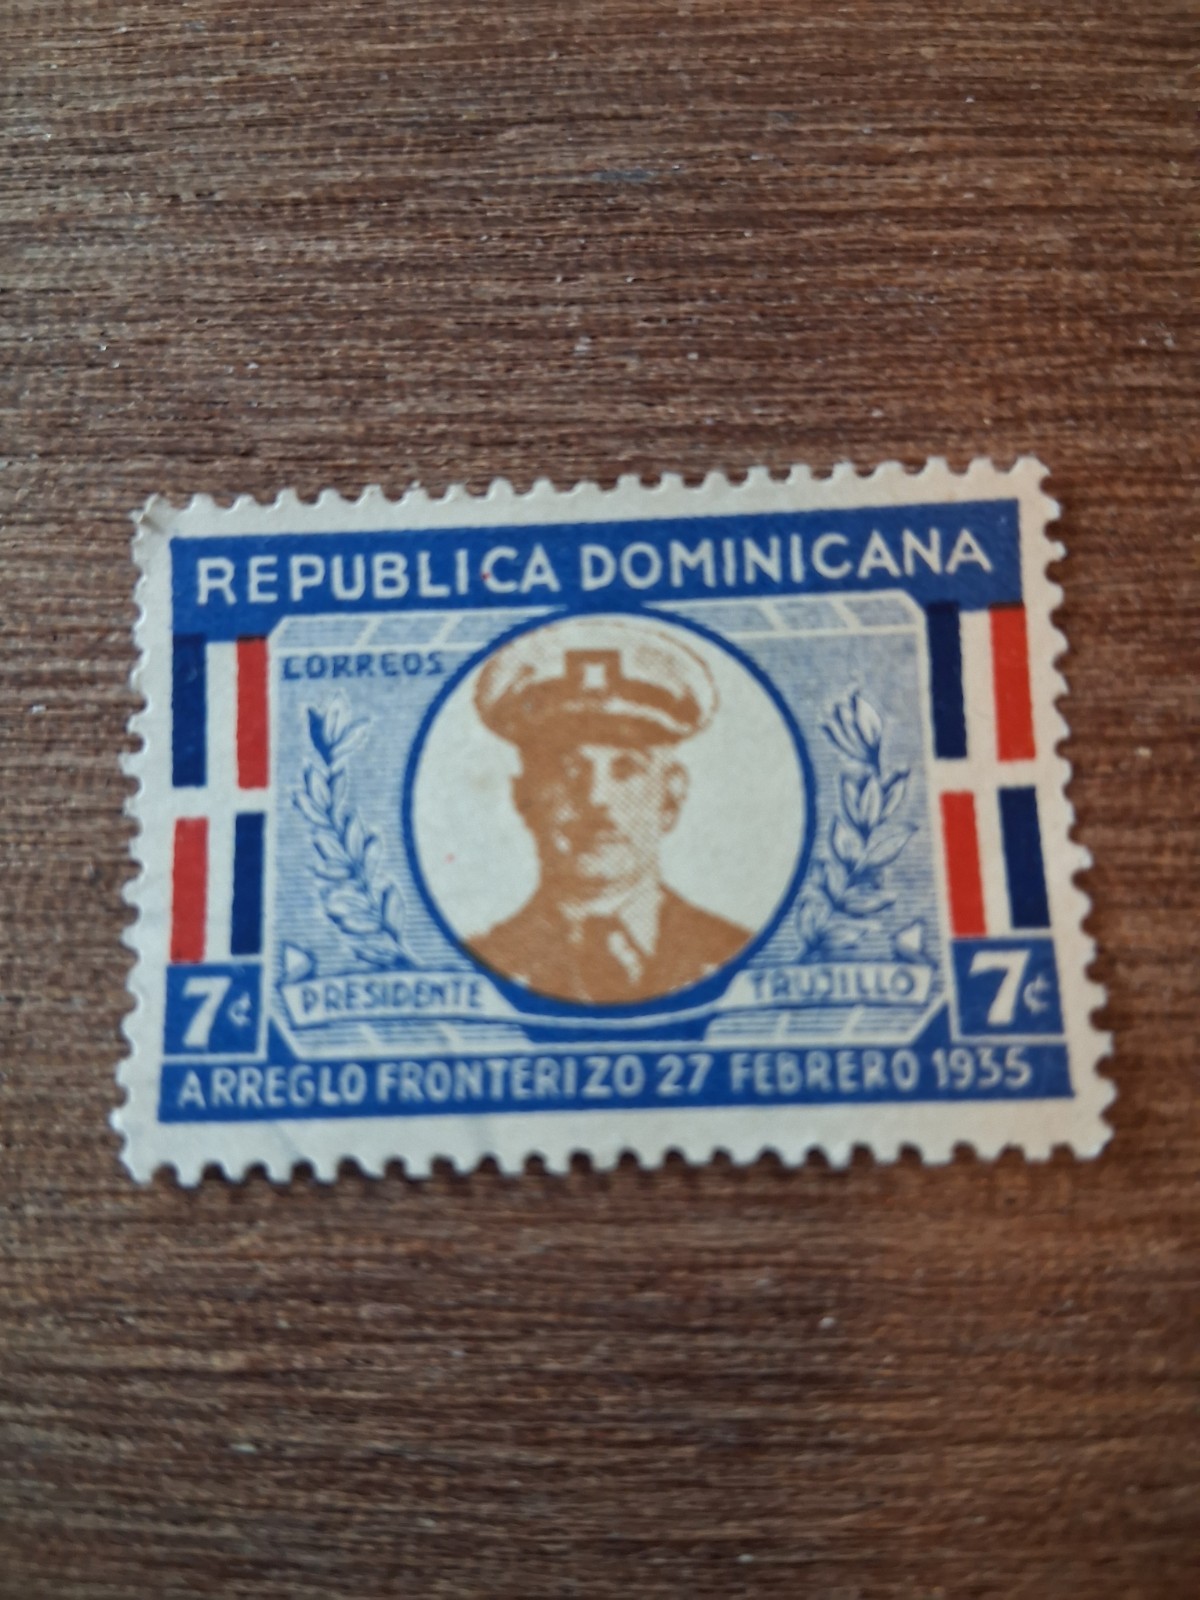 REPUBLICA DOMINICANA
CORREOS
PRESIDENTE TRUJILLO
7¢ 7¢
ARREGLO FRONTERIZO 27 FEBRERO 1935